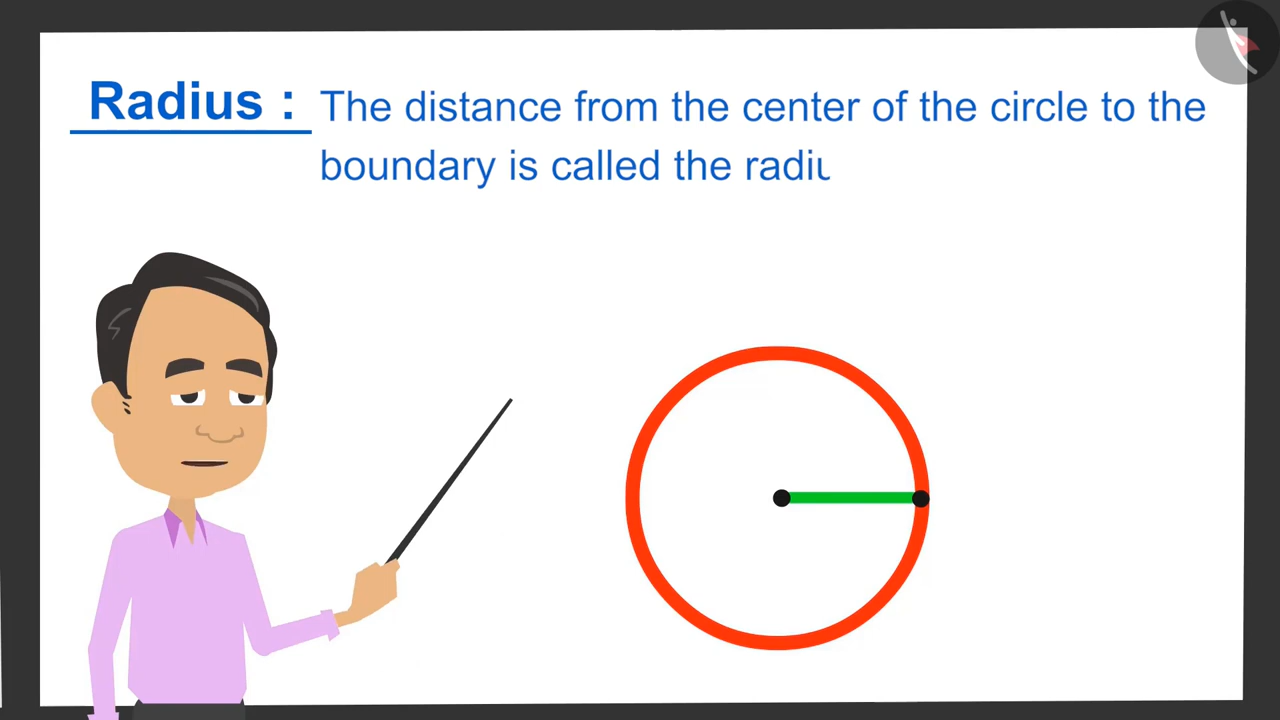 Radius : The distance from the center of the circle to the
boundary is called the radiu